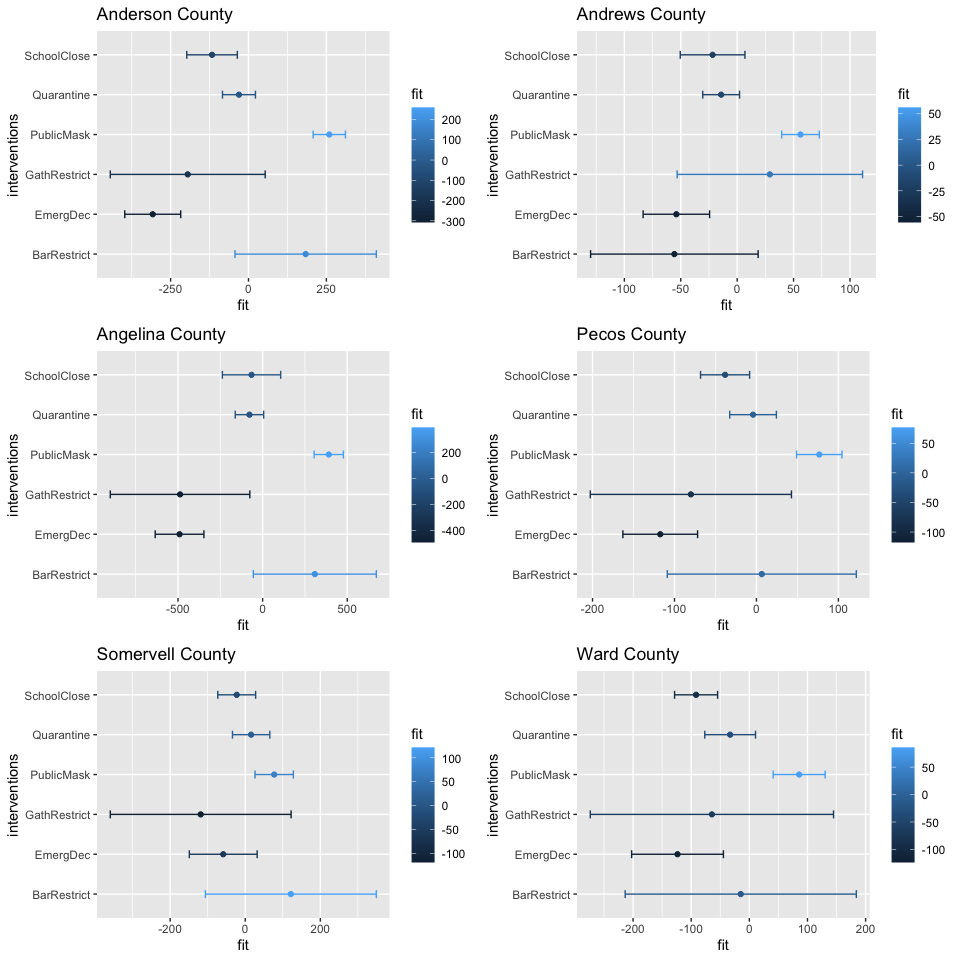 Anderson County
interventions
SchoolClose
Quarantine
PublicMask
GathRestrict
EmergDec
BarRestrict
-250 0 250
fit
fit
200
100
0
-100
-200
-300
Andrews County
interventions
SchoolClose
Quarantine
PublicMask
GathRestrict
EmergDec
BarRestrict
-100 -50 0 50 100
fit
fit
50
25
0
-25
-50
Angelina County
interventions
SchoolClose
Quarantine
PublicMask
GathRestrict
EmergDec
BarRestrict
-500 0 500
fit
fit
200
0
-200
-400
Pecos County
interventions
SchoolClose
Quarantine
PublicMask
GathRestrict
EmergDec
BarRestrict
-200 -100 0 100
fit
fit
50
0
-50
-100
Somervell County
interventions
SchoolClose
Quarantine
PublicMask
GathRestrict
EmergDec
BarRestrict
-200 0 200
fit
fit
100
50
0
-50
-100
Ward County
interventions
SchoolClose
Quarantine
PublicMask
GathRestrict
EmergDec
BarRestrict
-200 -100 0 100 200
fit
fit
50
0
-50
-100